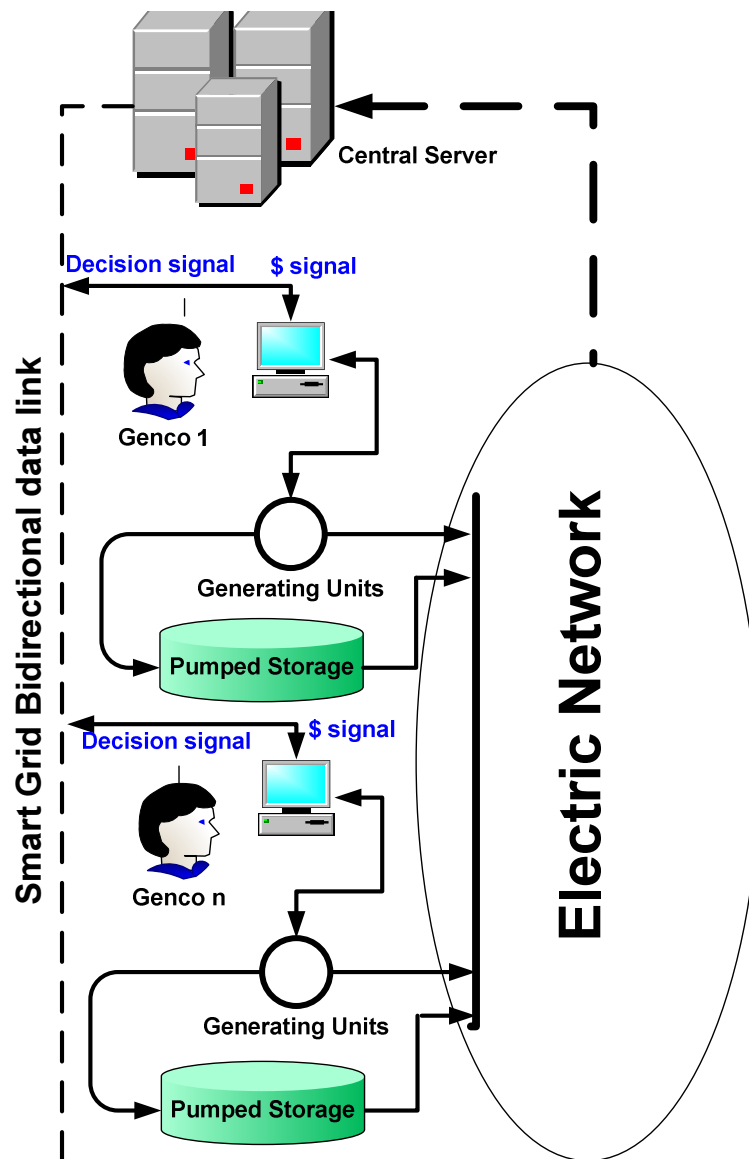 Central Server
Decision signal
$ signal
Genco 1
Generating Units
Pumped Storage
Decision signal
$ signal
Genco n
Generating Units
Pumped Storage
Smart Grid Bidirectional data link
Electric Network